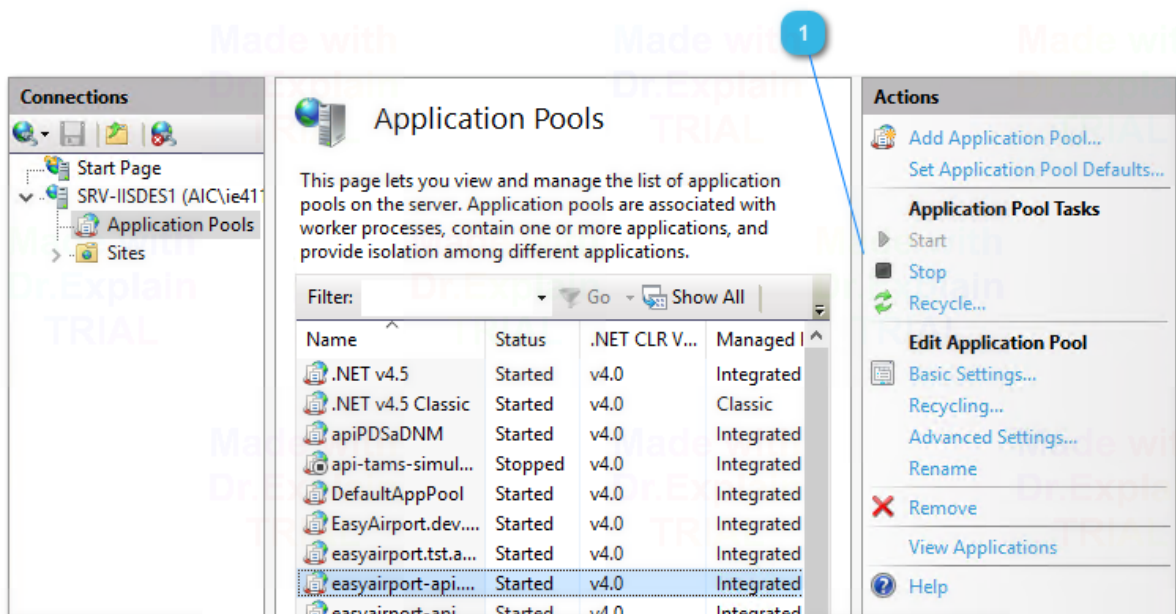 Made with
Dr.Explain
TRIAL
1
Connections
Start Page
SRV-IISDES1 (AIC\ie411
Application Pools
Sites
Application Pools
This page lets you view and manage the list of application
pools on the server. Application pools are associated with
worker processes, contain one or more applications, and
provide isolation among different applications.
Filter: Go Show All
Name Status .NET CLR V... Managed
.NET v4.5 Started v4.0 Integrated
.NET v4.5 Classic Started v4.0 Classic
apiPDSaDNM Started v4.0 Integrated
api-tams-simul... Stopped v4.0 Integrated
DefaultAppPool Started v4.0 Integrated
EasyAirport.dev.... Started v4.0 Integrated
easyairport.tst.a... Started v4.0 Integrated
easyairport-api.... Started v4.0 Integrated
easyairport-api Started v4.0 Integrated
Actions
Add Application Pool...
Set Application Pool Defaults...
Application Pool Tasks
Start
Stop
Recycle...
Edit Application Pool
Basic Settings...
Recycling...
Advanced Settings...
Rename
Remove
View Applications
Help